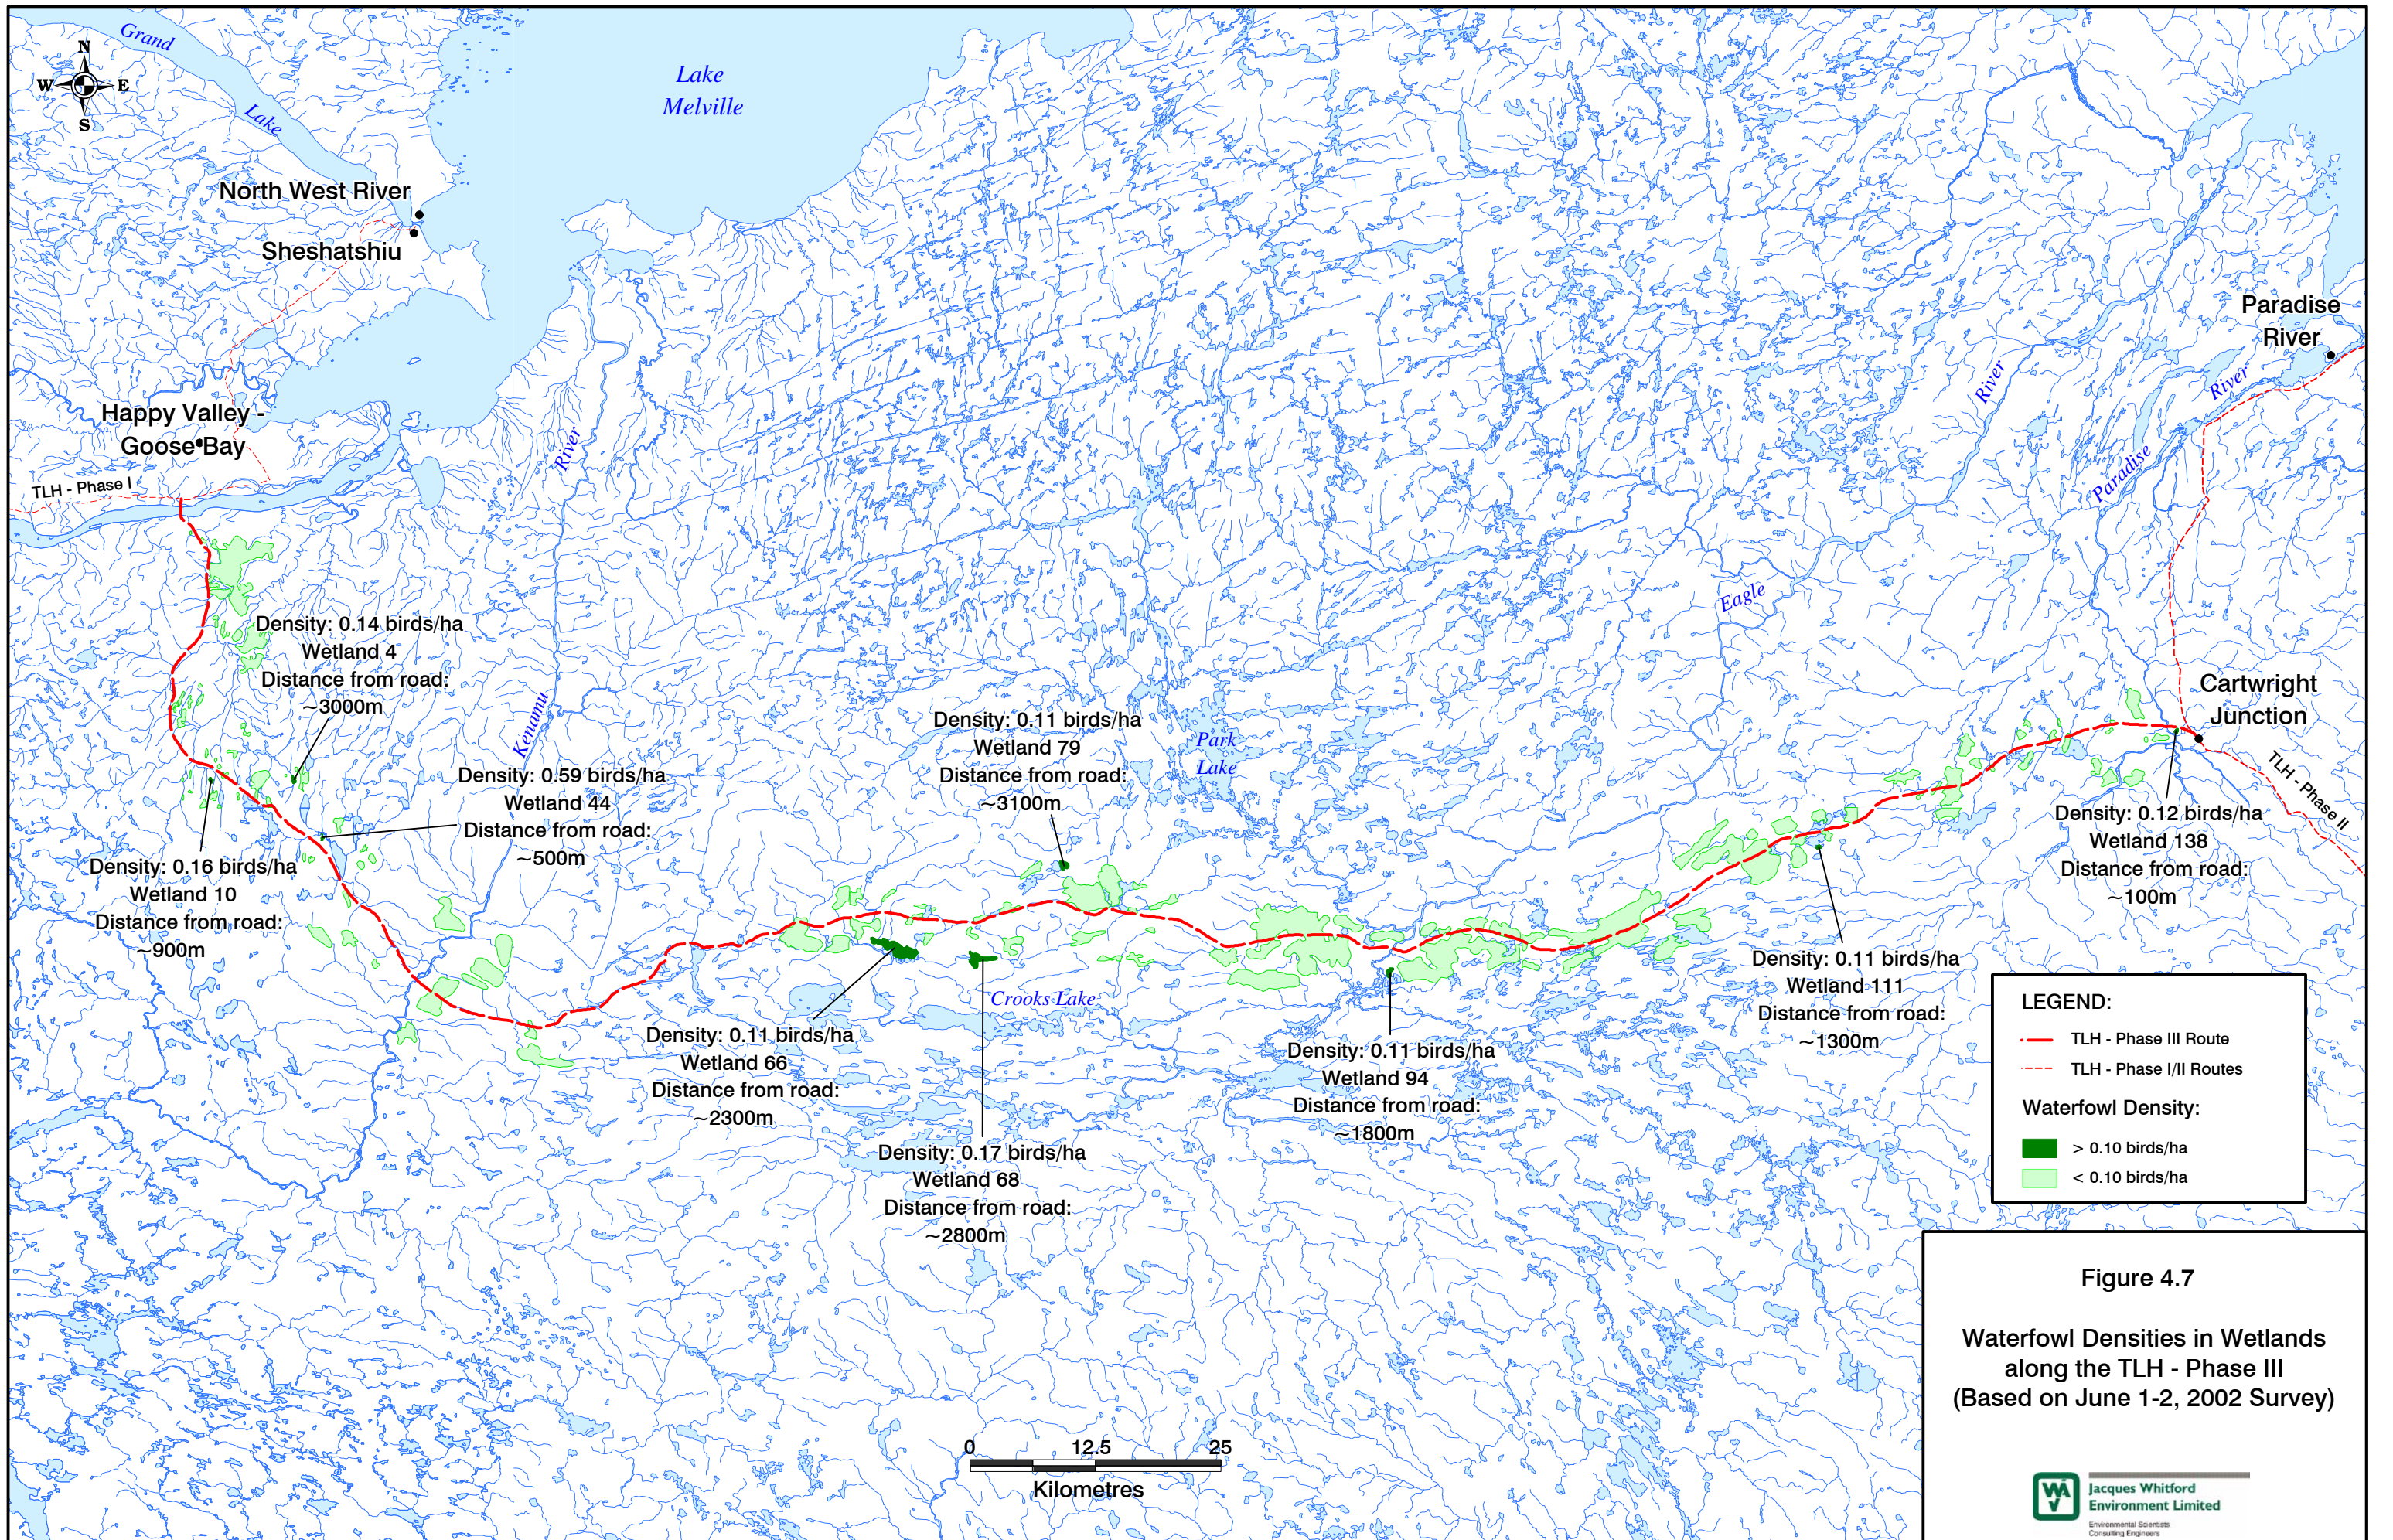 Grand
Lake
N
W E
S
Lake
Melville
North West River
Sheshatshiu
Happy Valley -
Goose Bay
TLH - Phase I
River
Kenamu
Paradise
River
River
Paradise
River
Eagle
Park
Lake
Crooks Lake
Cartwright
Junction
TLH - Phase II
Density: 0.14 birds/ha
Wetland 4
Distance from road:
~3000m
Density: 0.59 birds/ha
Wetland 44
Distance from road:
~500m
Density: 0.16 birds/ha
Wetland 10
Distance from road:
~900m
Density: 0.11 birds/ha
Wetland 79
Distance from road:
~3100m
Density: 0.11 birds/ha
Wetland 66
Distance from road:
~2300m
Density: 0.17 birds/ha
Wetland 68
Distance from road:
~2800m
Density: 0.11 birds/ha
Wetland 94
Distance from road:
~1800m
Density: 0.11 birds/ha
Wetland 111
Distance from road:
~1300m
Density: 0.12 birds/ha
Wetland 138
Distance from road:
~100m
LEGEND:
TLH - Phase III Route
TLH - Phase I/II Routes
Waterfowl Density:
> 0.10 birds/ha
< 0.10 birds/ha
0 12.5 25
Kilometres
Figure 4.7
Waterfowl Densities in Wetlands
along the TLH - Phase III
(Based on June 1-2, 2002 Survey)
Jacques Whitford
Environment Limited
Environmental Scientists
Consulting Engineers